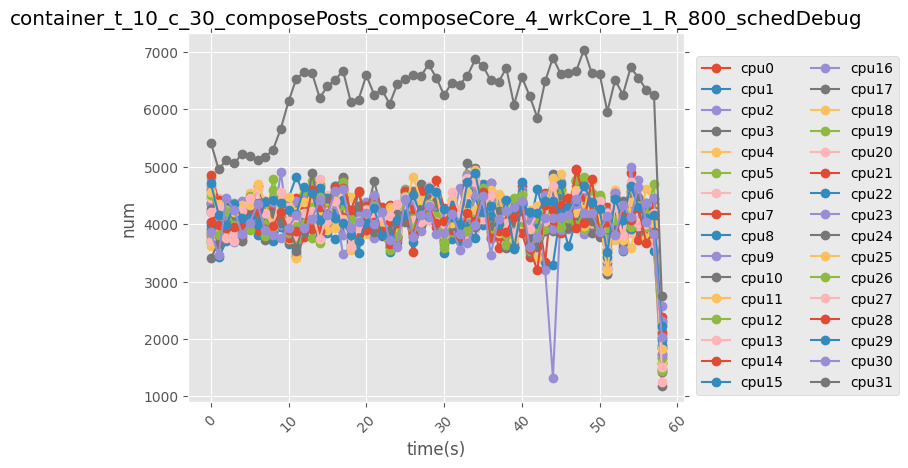 container_t_10_c_30_composePosts_composeCore_4_wrkCore_1_R_800_schedDebug
7000
6000
5000
4000
3000
2000
1000
num
0
10
20
30
40
50
60
time(s)
cpu0
cpu1
cpu2
cpu3
cpu4
cpu5
cpu6
cpu7
cpu8
cpu9
cpu10
cpu11
cpu12
cpu13
cpu14
cpu15
cpu16
cpu17
cpu18
cpu19
cpu20
cpu21
cpu22
cpu23
cpu24
cpu25
cpu26
cpu27
cpu28
cpu29
cpu30
cpu31